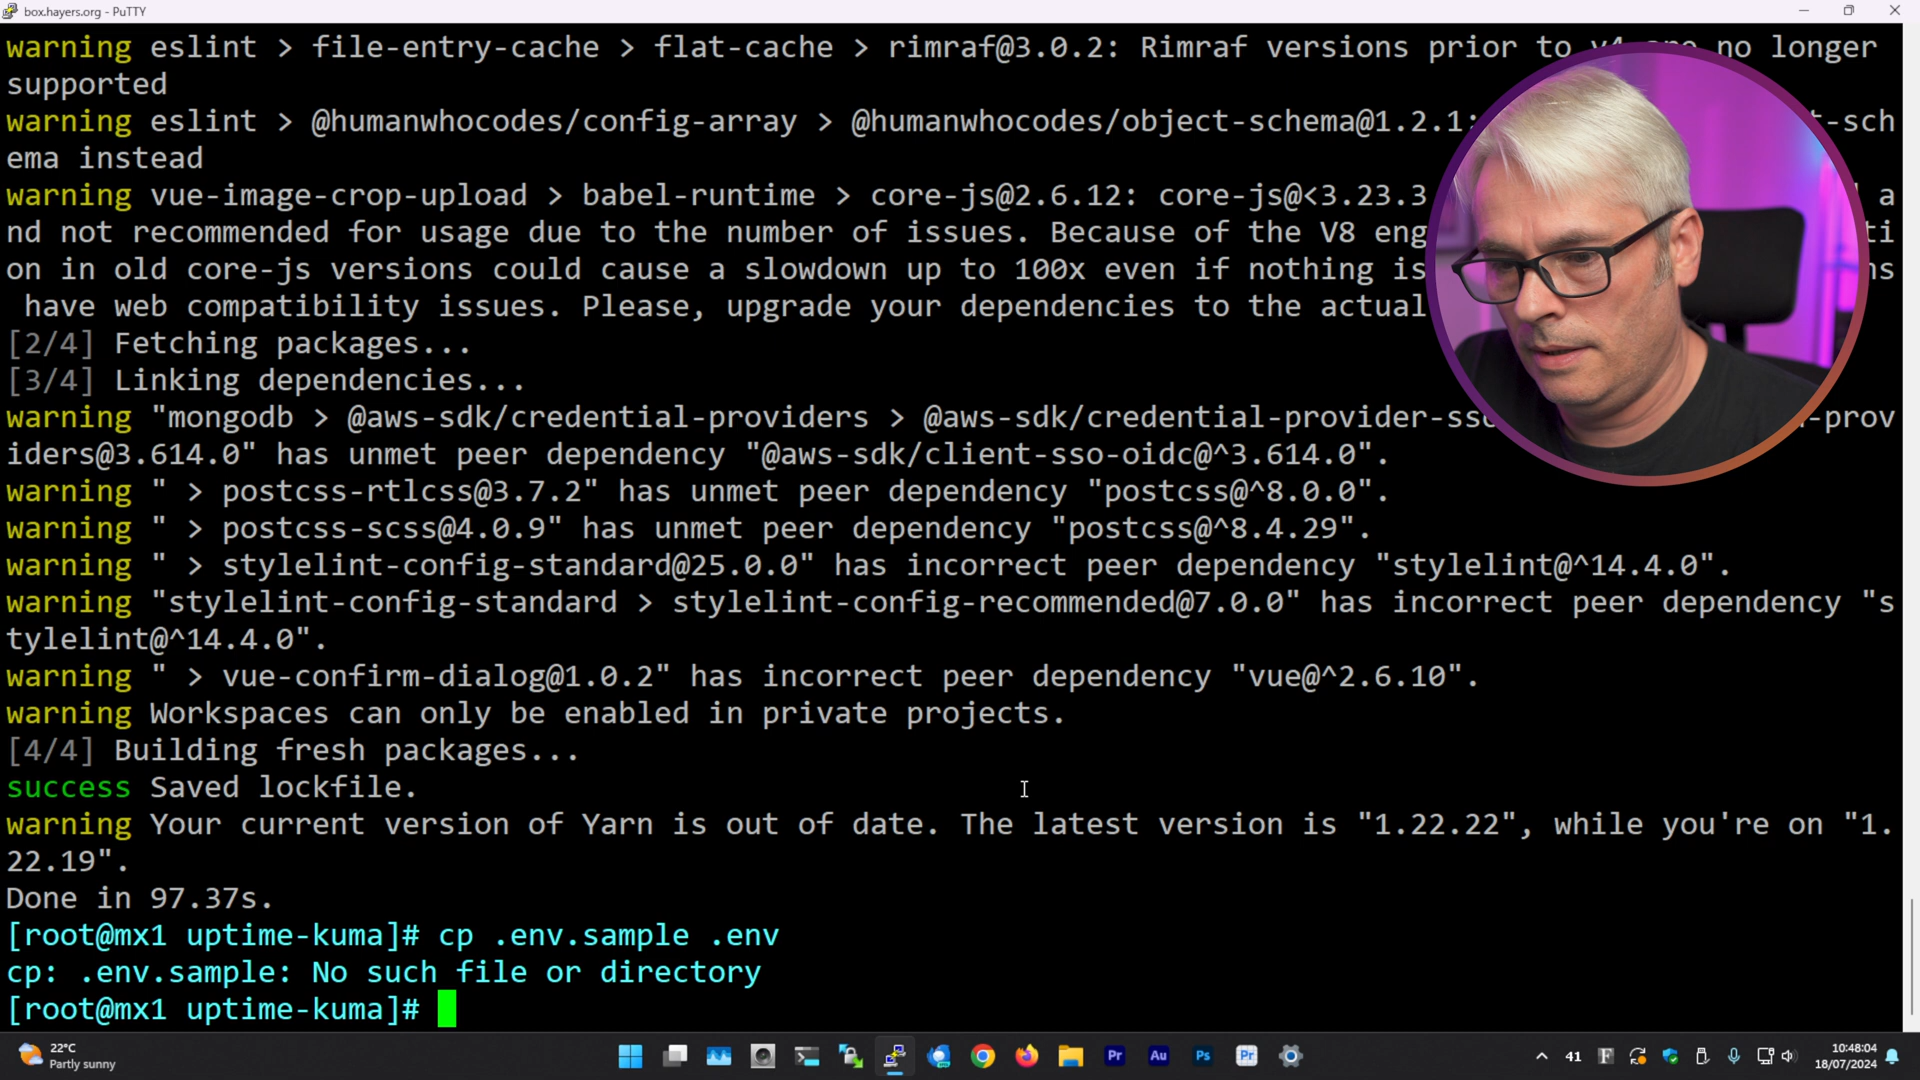 box.hayers.org - PuTTY
warning eslint > file-entry-cache > flat-cache > rimraf@3.0.2: Rimraf versions prior to v4 are no longer
supported
warning eslint > @humanwhocodes/config-array > @humanwhocodes/object-schema@1.2.1: t-sch
ema instead
warning vue-image-crop-upload > babel-runtime > core-js@2.6.12: core-js@<3.23.3 a
nd not recommended for usage due to the number of issues. Because of the V8 eng ti
on in old core-js versions could cause a slowdown up to 100x even if nothing is ns
have web compatibility issues. Please, upgrade your dependencies to the actual
[2/4] Fetching packages...
[3/4] Linking dependencies...
warning "mongodb > @aws-sdk/credential-providers > @aws-sdk/credential-provider-sso -prov
iders@3.614.0" has unmet peer dependency "@aws-sdk/client-sso-oidc@^3.614.0".
warning " > postcss-rtlcss@3.7.2" has unmet peer dependency "postcss@^8.0.0".
warning " > postcss-scss@4.0.9" has unmet peer dependency "postcss@^8.4.29".
warning " > stylelint-config-standard@25.0.0" has incorrect peer dependency "stylelint@^14.4.0".
warning "stylelint-config-standard > stylelint-config-recommended@7.0.0" has incorrect peer dependency "s
tylelint@^14.4.0".
warning " > vue-confirm-dialog@1.0.2" has incorrect peer dependency "vue@^2.6.10".
warning Workspaces can only be enabled in private projects.
[4/4] Building fresh packages...
success Saved lockfile.
warning Your current version of Yarn is out of date. The latest version is "1.22.22", while you're on "1.
22.19".
Done in 97.37s.
[root@mx1 uptime-kuma]# cp .env.sample .env
cp: .env.sample: No such file or directory
[root@mx1 uptime-kuma]#
22°C
Partly sunny
Pr
Au
Ps
Pr
41
F
10:48:04
18/07/2024